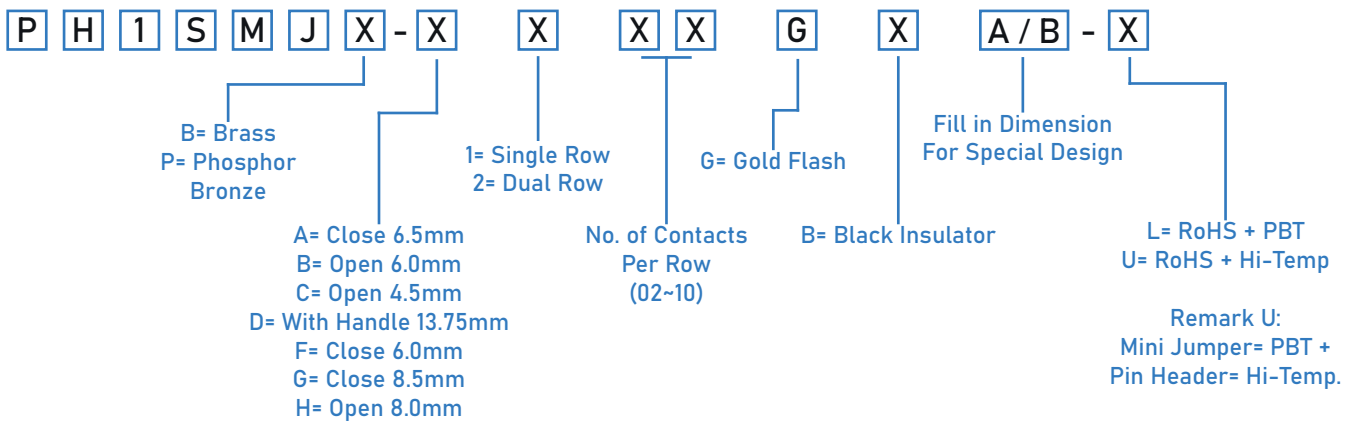 P H 1 S M J X - X X X X G X A / B - X
B= Brass
P= Phosphor
Bronze
A= Close 6.5mm
B= Open 6.0mm
C= Open 4.5mm
D= With Handle 13.75mm
F= Close 6.0mm
G= Close 8.5mm
H= Open 8.0mm
1= Single Row
2= Dual Row
No. of Contacts
Per Row
(02~10)
G= Gold Flash
B= Black Insulator
Fill in Dimension
For Special Design
L= RoHS + PBT
U= RoHS + Hi-Temp
Remark U:
Mini Jumper= PBT +
Pin Header= Hi-Temp.